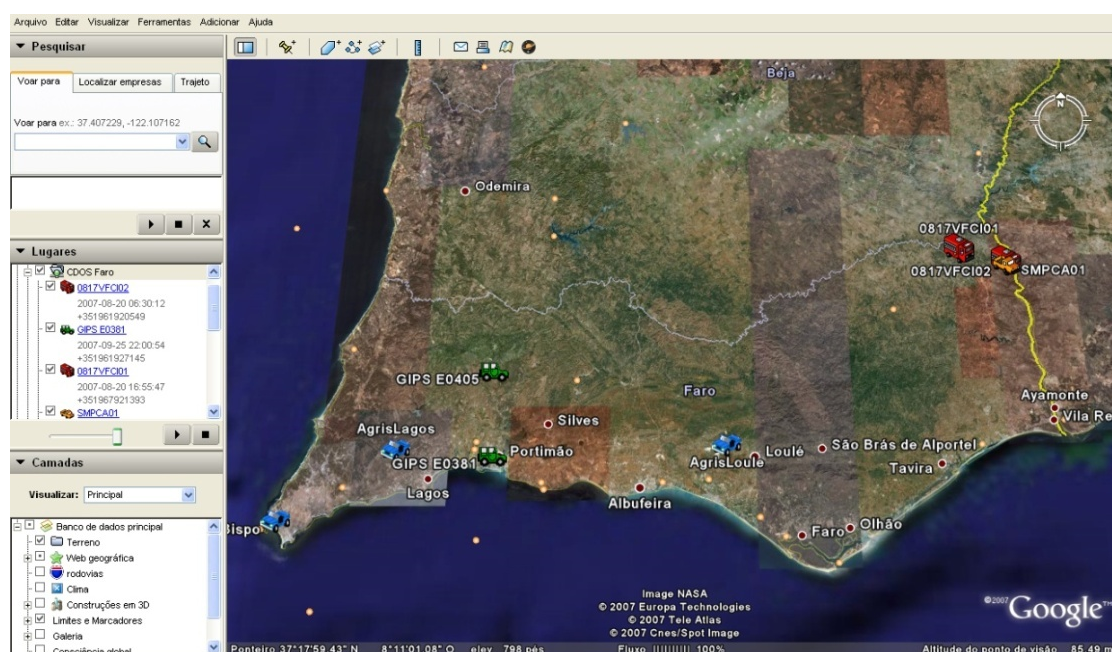 Arquivo Editar Visualizar Ferramentas Adicionar Ajuda
Pesquisar
Voar para Localizar empresas Trajeto
Voar para ex.: 37.407229, -122.107162
Lugares
CDOS Faro
0817VFCI02
2007-08-20 06:30:12
+351961920549
GIPS E0381
2007-09-25 22:00:54
+351961927145
0817VFCI01
2007-08-20 16:55:47
+351967921393
SMPCA01
Camadas
Visualizar: Principal
Banco de dados principal
Terreno
Web geográfica
rodovias
Clima
Construções em 3D
Limites e Marcadores
Galeria
Consciência global
Beja
N
Odemira
0817VFCI01
0817VFCI02 SMPCA01
GIPS E0405
Faro
Ayamonte
Vila Re
Silves
AgrisLagos
São Brás de Alportel
GIPS E0381 Portimão
AgrisLoule Loulé
Tavira
Lagos
Albufeira
Bispo
Faro Olhão
Image NASA
© 2007 Europa Technologies
© 2007 Tele Atlas
© 2007 Cnes/Spot Image
©2007 Google™
Ponteiro 37°17'59.43" N 8°11'01.08" O elev 798 pés Fluxo 100% Altitude do ponto de visão 85.49 m